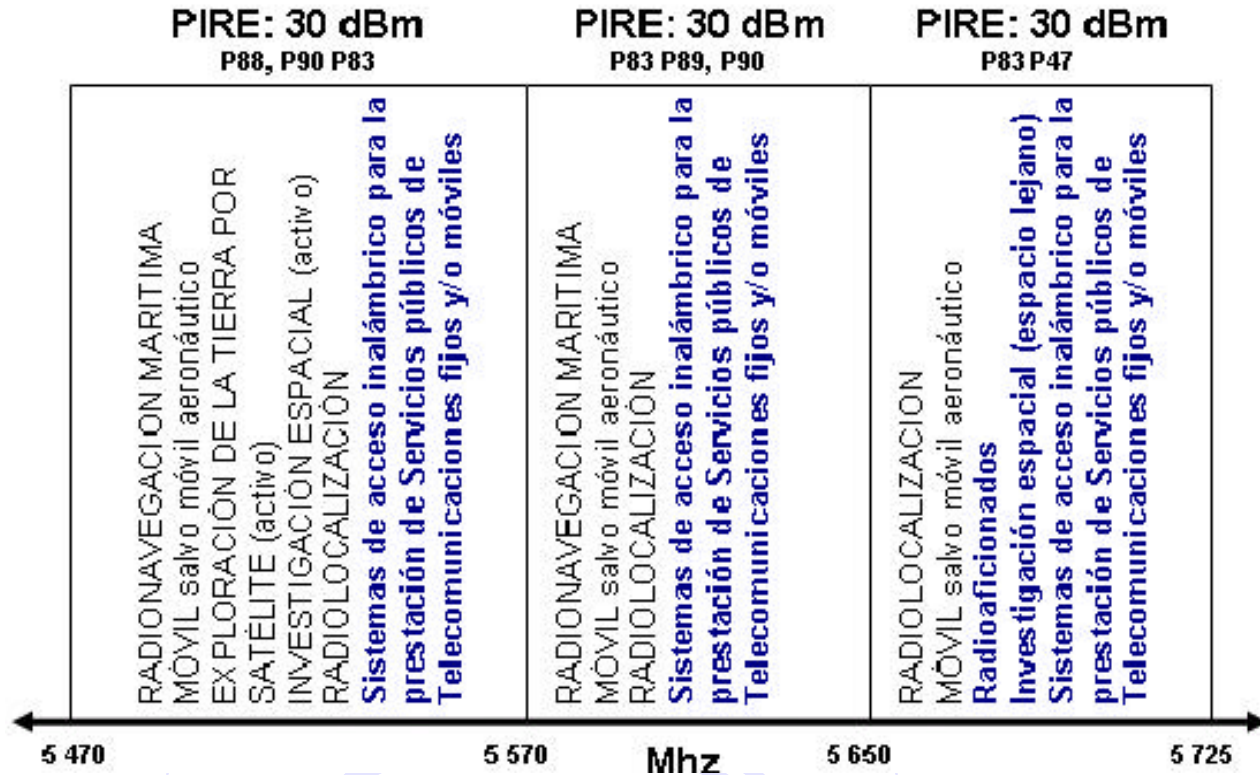 PIRE: 30 dBm
P88, P90 P83
RADIONAVEGACION MARITIMA
MÓVIL salvo móvil aeronáutico
EXPLORACIÓN DE LA TIERRA POR
SATÉLITE (activo)
INVESTIGACION ESPACIAL (activo)
RADIOLOCALIZACIÓN
Sistemas de acceso inalámbrico para la
prestación de Servicios públicos de
Telecomunicaciones fijos y/o móviles
PIRE: 30 dBm
P83 P89, P90
RADIONAVEGACION MARITIMA
MÓVIL salvo móvil aeronáutico
RADIOLOCALIZACIÓN
Sistemas de acceso inalámbrico para la
prestación de Servicios públicos de
Telecomunicaciones fijos y/o móviles
PIRE: 30 dBm
P83 P47
RADIOLOCALIZACION
MÓVIL salvo móvil aeronáutico
Radioaficionados
Investigación espacial (espacio lejano)
Sistemas de acceso inalámbrico para la
prestación de Servicios públicos de
Telecomunicaciones fijos y/o móviles
5 470
5 570
Mhz
5 650
5 725